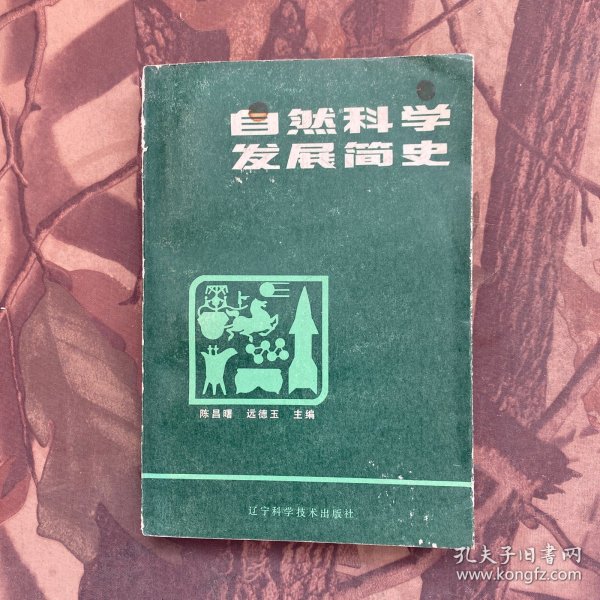 自然科学
发展简史
陈昌曙 远德玉 主编
辽宁科学技术出版社
孔夫子旧书网
www.kongfz.com